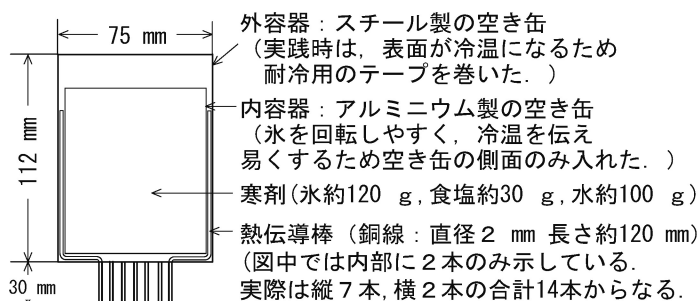 75 mm
112 mm
30 mm
外容器：スチール製の空き缶
（実践時は，表面が冷温になるため
耐冷用のテープを巻いた．）
内容器：アルミニウム製の空き缶
（氷を回転しやすく，冷温を伝え
易くするため空き缶の側面のみ入れた．）
寒剤(氷約120 g，食塩約30 g，水約100 g)
熱伝導棒（銅線：直径２ mm 長さ約120 mm)
(図中では内部に２本のみ示している．
実際は縦７本，横２本の合計14本からなる．